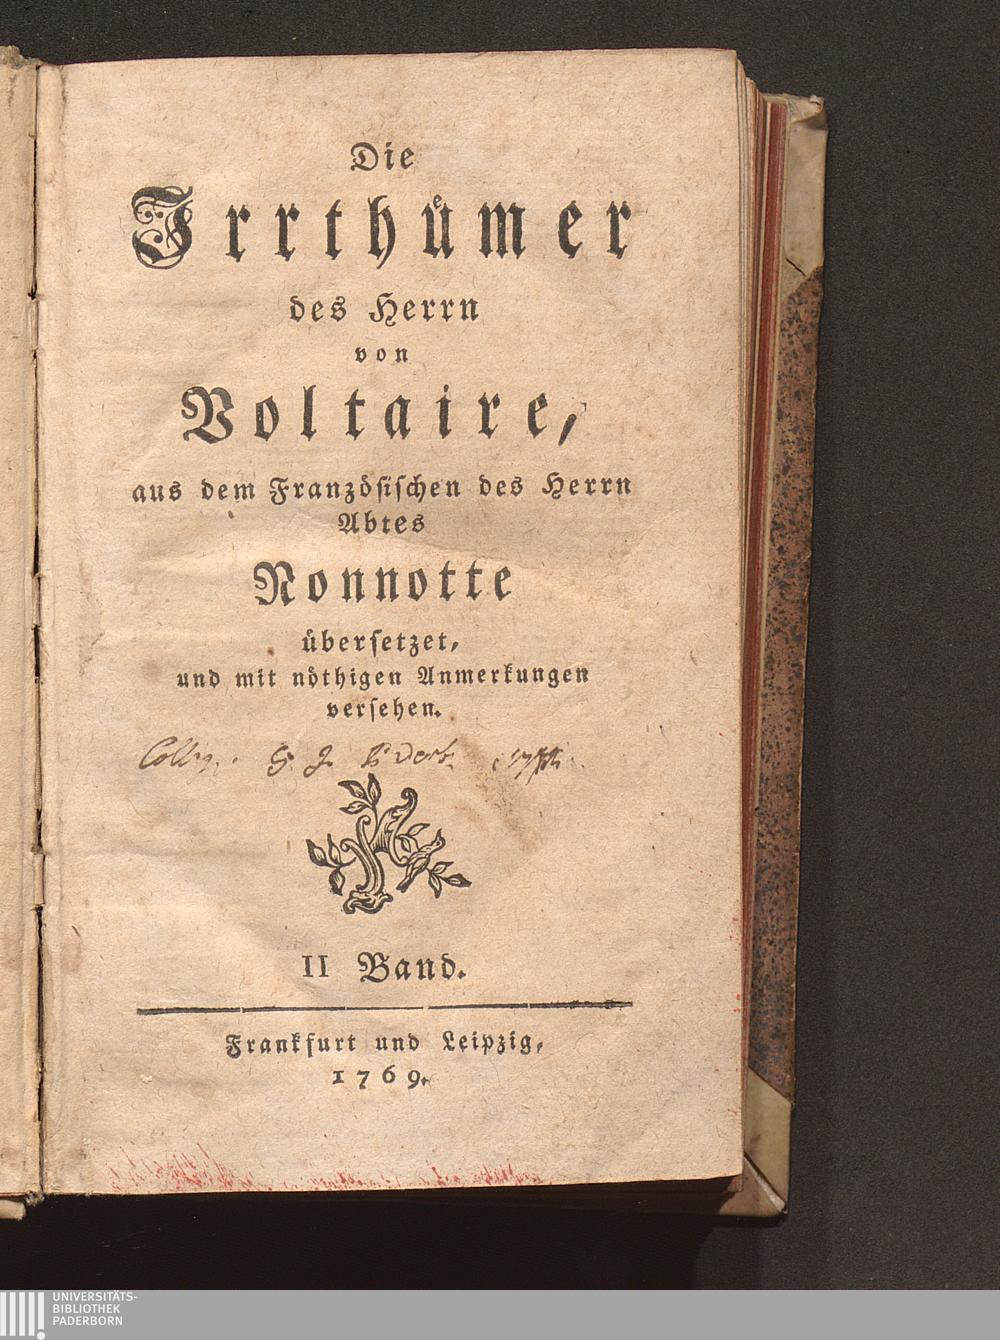 Die
Irrthümer
des Herrn
von
Voltaire,
aus dem Französischen des Herrn
Abtes
Nonnotte
übersetzet,
und mit nöthigen Anmerkungen
versehen.
S. J.
II Band.
Frankfurt und Leipzig,
1769.
UNIVERSITÄTS-
BIBLIOTHEK
PADERBORN